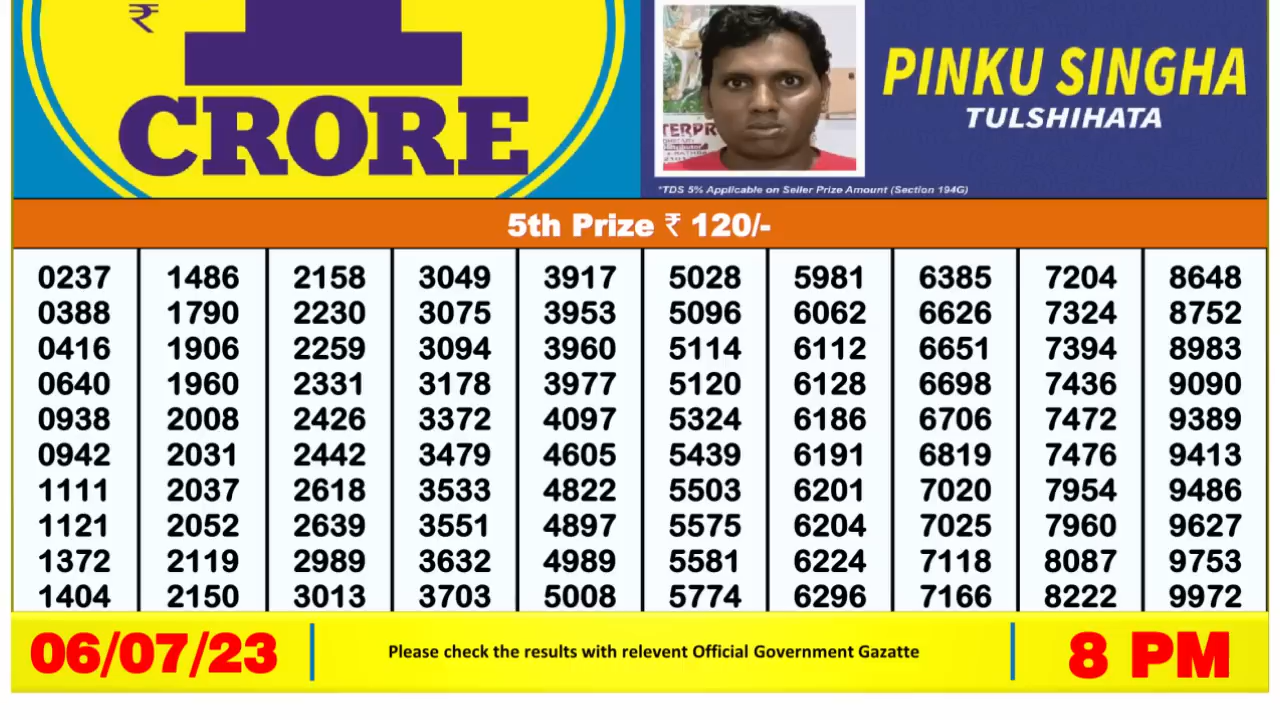 ₹
1
CRORE
TERPR
PINKU SINGHA
TULSHIHATA
*TDS 5% Applicable on Seller Prize Amount (Section 194G)
5th Prize ₹ 120/-
0237 1486 2158 3049 3917 5028 5981 6385 7204 8648
0388 1790 2230 3075 3953 5096 6062 6626 7324 8752
0416 1906 2259 3094 3960 5114 6112 6651 7394 8983
0640 1960 2331 3178 3977 5120 6128 6698 7436 9090
0938 2008 2426 3372 4097 5324 6186 6706 7472 9389
0942 2031 2442 3479 4605 5439 6191 6819 7476 9413
1111 2037 2618 3533 4822 5503 6201 7020 7954 9486
1121 2052 2639 3551 4897 5575 6204 7025 7960 9627
1372 2119 2989 3632 4989 5581 6224 7118 8087 9753
1404 2150 3013 3703 5008 5774 6296 7166 8222 9972
06/07/23 Please check the results with relevent Official Government Gazatte 8 PM